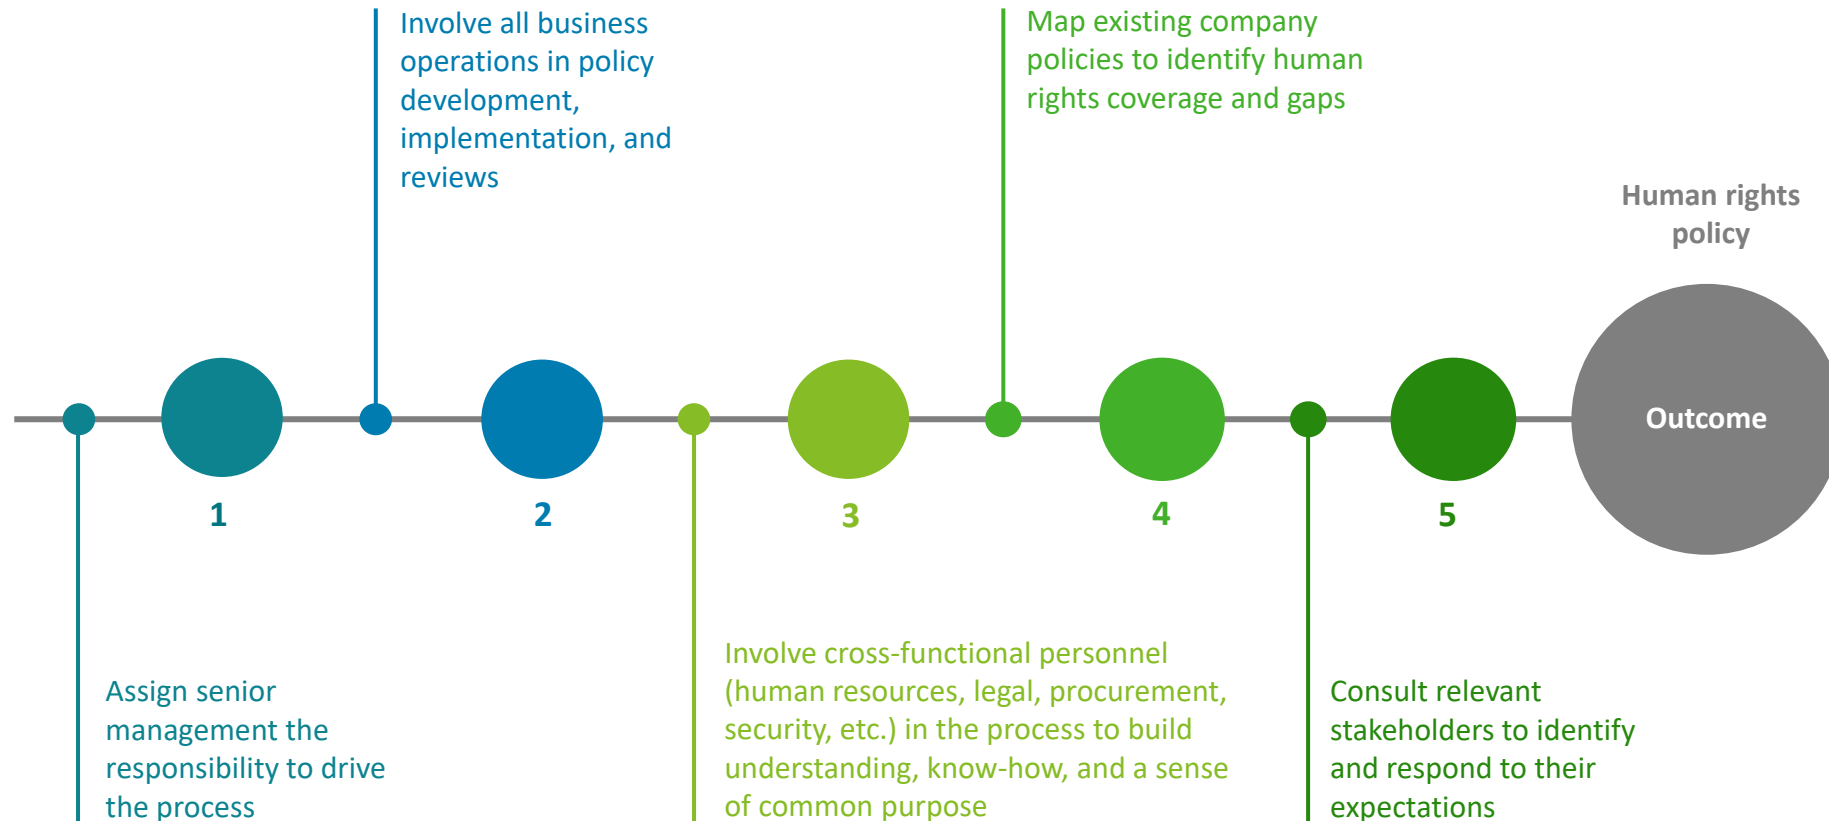 Involve all business
operations in policy
development,
implementation, and
reviews
Map existing company
policies to identify human
rights coverage and gaps
Human rights
policy
Outcome
1
2
3
4
5
Assign senior
management the
responsibility to drive
the process
Involve cross-functional personnel
(human resources, legal, procurement,
security, etc.) in the process to build
understanding, know-how, and a sense
of common purpose
Consult relevant
stakeholders to identify
and respond to their
expectations